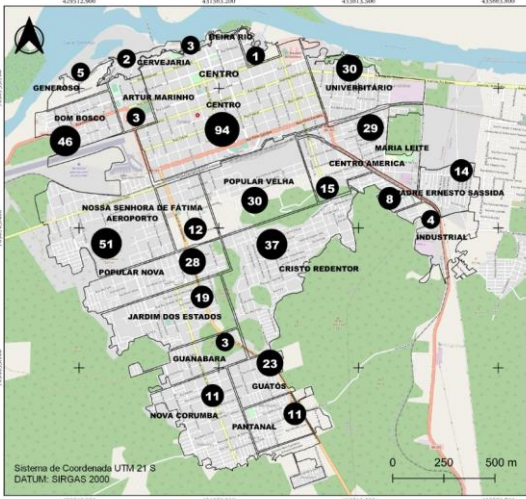 BEIRA RIO
3
1
2
CERVEJARIA
5
CENTRO
30
GENEROSO
UNIVERSITÁRIO
ARTUR MARINHO
CENTRO
DOM BOSCO
3
94
29
46
MARIA LEITE
CENTRO AMERICA
14
POPULAR VELHA
15
PADRE ERNESTO SASSIDA
30
8
NOSSA SENHORA DE FÁTIMA
AEROPORTO
4
12
INDUSTRIAL
51
37
28
POPULAR NOVA
CRISTO REDENTOR
19
JARDIM DOS ESTADOS
3
GUANABARA
23
GUATÓS
11
NOVA CORUMBA
11
PANTANAL
Sistema de Coordenada UTM 21 S
DATUM: SIRGAS 2000
0 250 500 m